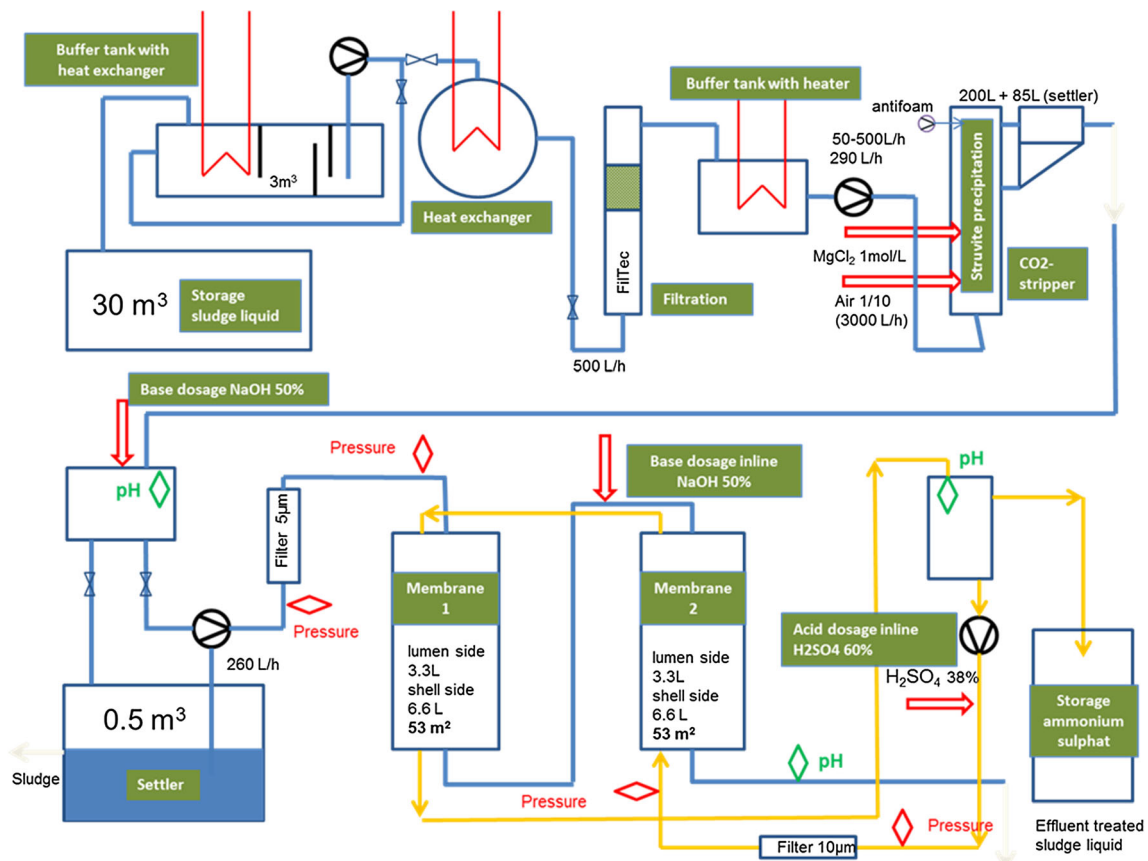 Buffer tank with
heat exchanger
3m³
Heat exchanger
30 m³
Storage
sludge liquid
500 L/h
FilTec
Filtration
Buffer tank with heater
50-500L/h
290 L/h
antifoam
200L + 85L (settler)
Struvite precipitation
MgCl₂ 1mol/L
Air 1/10
(3000 L/h)
CO2-
stripper
Base dosage NaOH 50%
pH
260 L/h
0.5 m³
Sludge
Settler
Filter 5µm
Pressure
Pressure
Membrane
1
lumen side
3.3L
shell side
6.6 L
53 m²
Base dosage inline
NaOH 50%
Membrane
2
lumen side
3.3L
shell side
6.6 L
53 m²
pH
Pressure
Filter 10µm
Pressure
pH
Acid dosage inline
H2SO4 60%
H₂SO₄ 38%
Storage
ammonium
sulphat
Effluent treated
sludge liquid